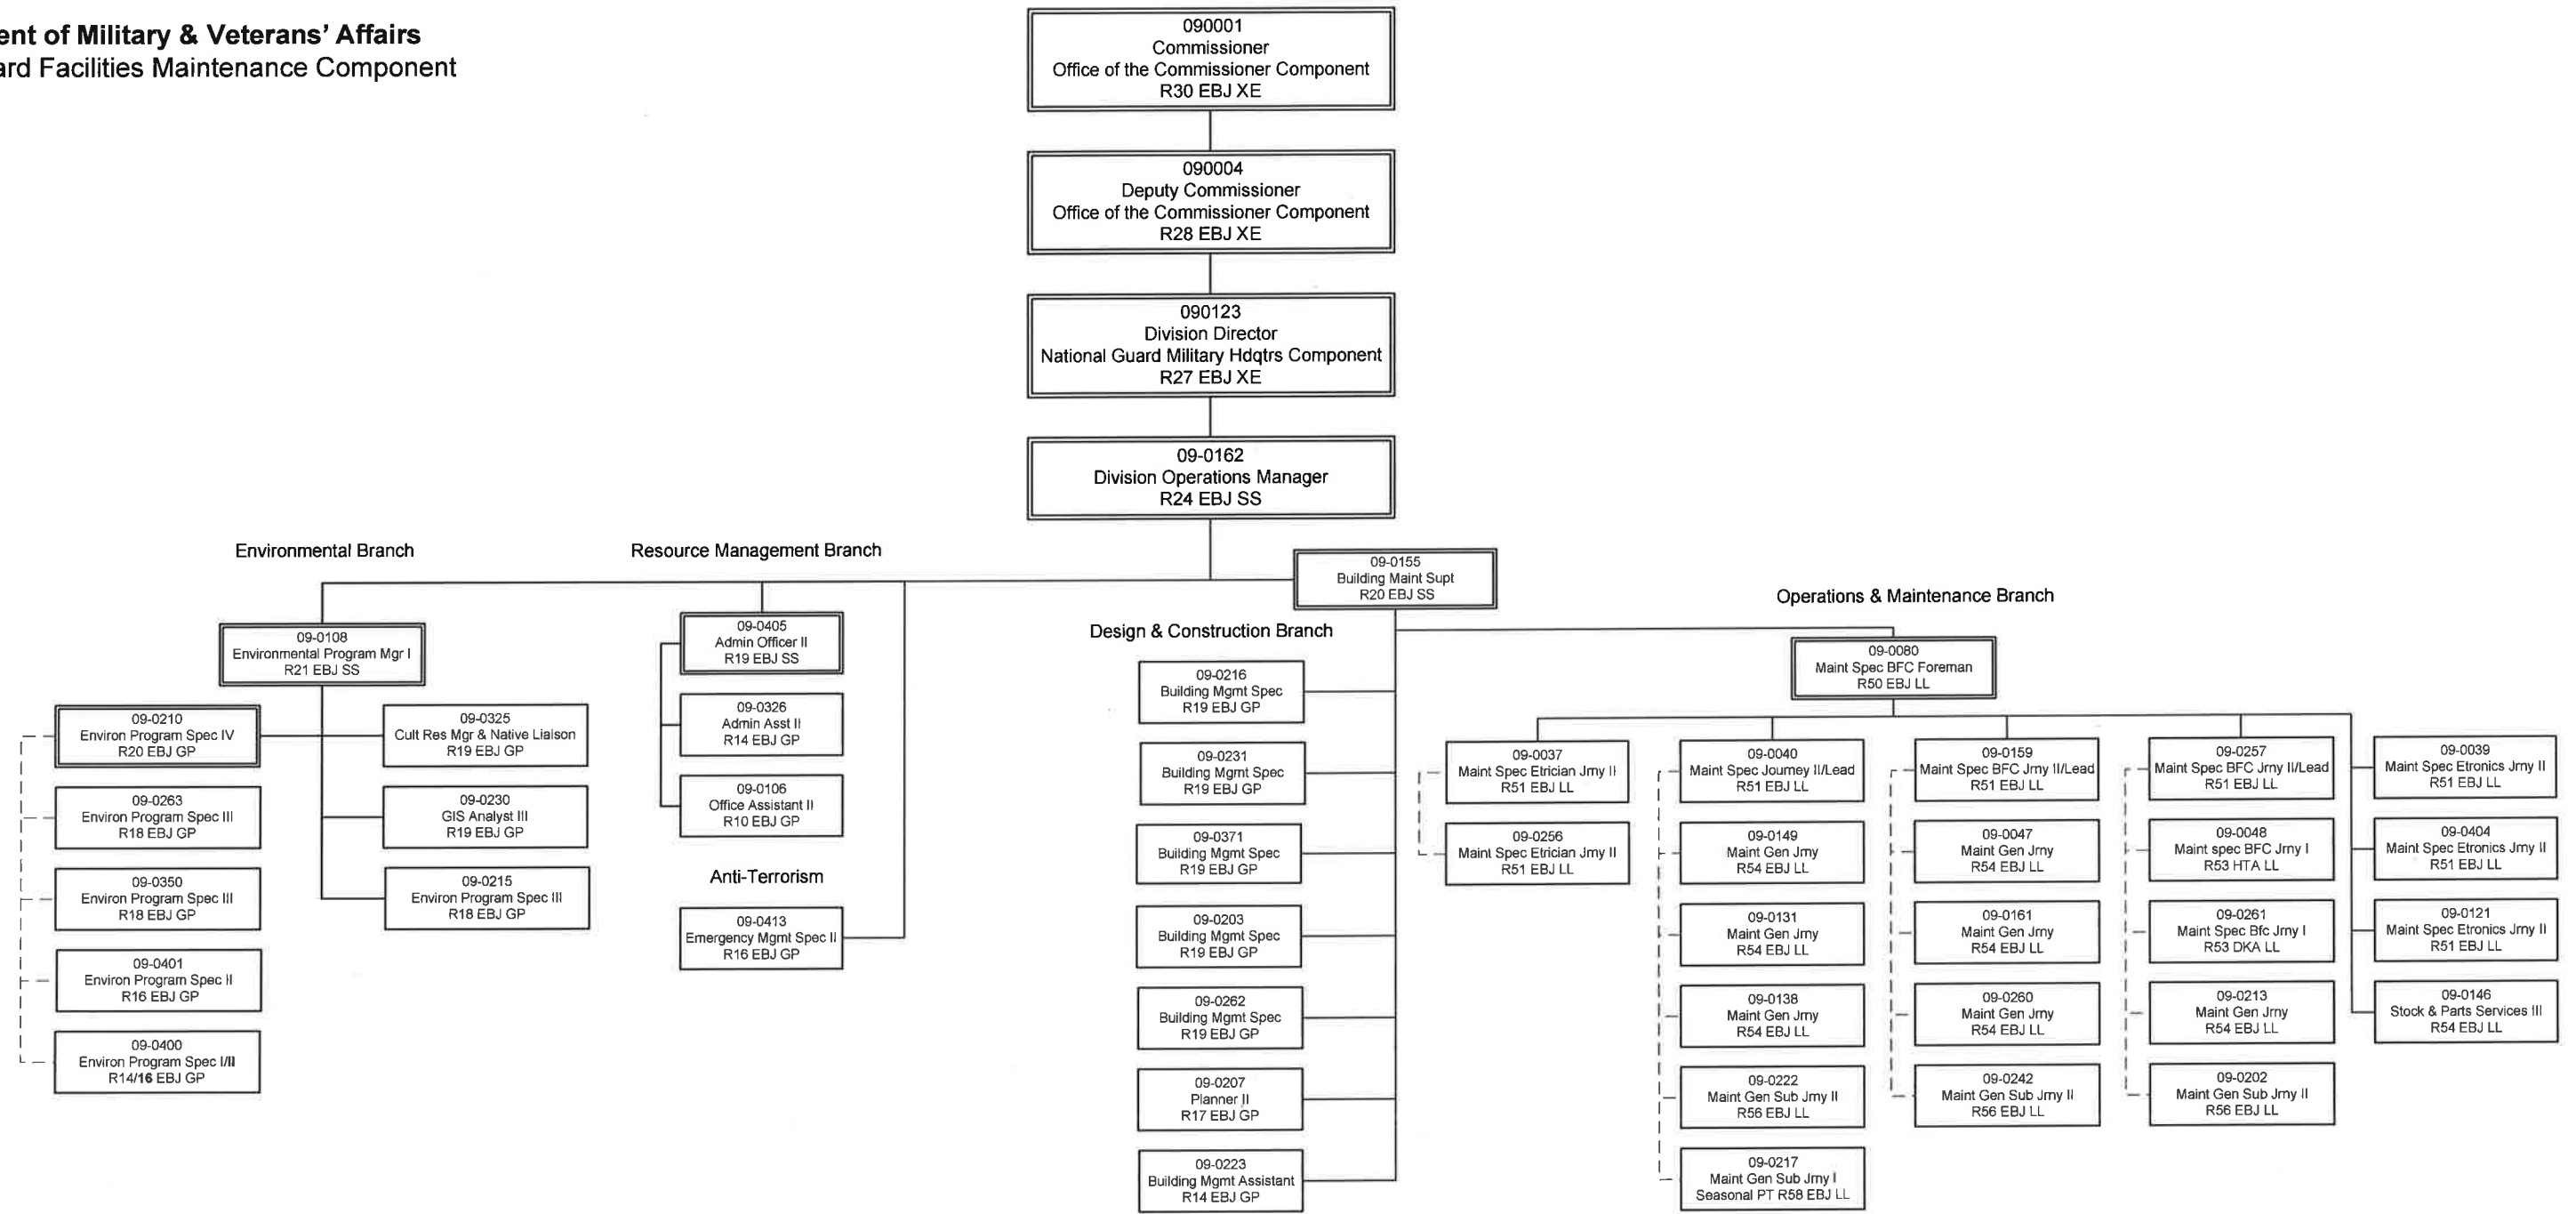 ent of Military & Veterans' Affairs
ard Facilities Maintenance Component
090001
Commissioner
Office of the Commissioner Component
R30 EBJ XE
090004
Deputy Commissioner
Office of the Commissioner Component
R28 EBJ XE
090123
Division Director
National Guard Military Hdqtrs Component
R27 EBJ XE
09-0162
Division Operations Manager
R24 EBJ SS
Environmental Branch
09-0108
Environmental Program Mgr I
R21 EBJ SS
09-0210
Environ Program Spec IV
R20 EBJ GP
09-0263
Environ Program Spec III
R18 EBJ GP
09-0350
Environ Program Spec III
R18 EBJ GP
09-0401
Environ Program Spec II
R16 EBJ GP
09-0400
Environ Program Spec I/II
R14/16 EBJ GP
09-0325
Cult Res Mgr & Native Liaison
R19 EBJ GP
09-0230
GIS Analyst III
R19 EBJ GP
09-0215
Environ Program Spec III
R18 EBJ GP
Resource Management Branch
09-0405
Admin Officer II
R19 EBJ SS
09-0326
Admin Asst II
R14 EBJ GP
09-0106
Office Assistant II
R10 EBJ GP
Anti-Terrorism
09-0413
Emergency Mgmt Spec II
R16 EBJ GP
09-0155
Building Maint Supt
R20 EBJ SS
Design & Construction Branch
09-0216
Building Mgmt Spec
R19 EBJ GP
09-0231
Building Mgmt Spec
R19 EBJ GP
09-0371
Building Mgmt Spec
R19 EBJ GP
09-0203
Building Mgmt Spec
R19 EBJ GP
09-0262
Building Mgmt Spec
R19 EBJ GP
09-0207
Planner II
R17 EBJ GP
09-0223
Building Mgmt Assistant
R14 EBJ GP
Operations & Maintenance Branch
09-0080
Maint Spec BFC Foreman
R50 EBJ LL
09-0037
Maint Spec Etrician Jrny II
R51 EBJ LL
09-0256
Maint Spec Etrician Jrny II
R51 EBJ LL
09-0040
Maint Spec Journey II/Lead
R51 EBJ LL
09-0149
Maint Gen Jrny
R54 EBJ LL
09-0131
Maint Gen Jrny
R54 EBJ LL
09-0138
Maint Gen Jrny
R54 EBJ LL
09-0222
Maint Gen Sub Jrny II
R56 EBJ LL
09-0217
Maint Gen Sub Jrny I
Seasonal PT R58 EBJ LL
09-0159
Maint Spec BFC Jrny II/Lead
R51 EBJ LL
09-0047
Maint Gen Jrny
R54 EBJ LL
09-0161
Maint Gen Jrny
R54 EBJ LL
09-0260
Maint Gen Jrny
R54 EBJ LL
09-0242
Maint Gen Sub Jrny II
R56 EBJ LL
09-0257
Maint Spec BFC Jrny II/Lead
R51 EBJ LL
09-0048
Maint spec BFC Jrny I
R53 HTA LL
09-0261
Maint Spec Bfc Jrny I
R53 DKA LL
09-0213
Maint Gen Jrny
R54 EBJ LL
09-0202
Maint Gen Sub Jrny II
R56 EBJ LL
09-0039
Maint Spec Etronics Jrny II
R51 EBJ LL
09-0404
Maint Spec Etronics Jrny II
R51 EBJ LL
09-0121
Maint Spec Etronics Jrny II
R51 EBJ LL
09-0146
Stock & Parts Services III
R54 EBJ LL